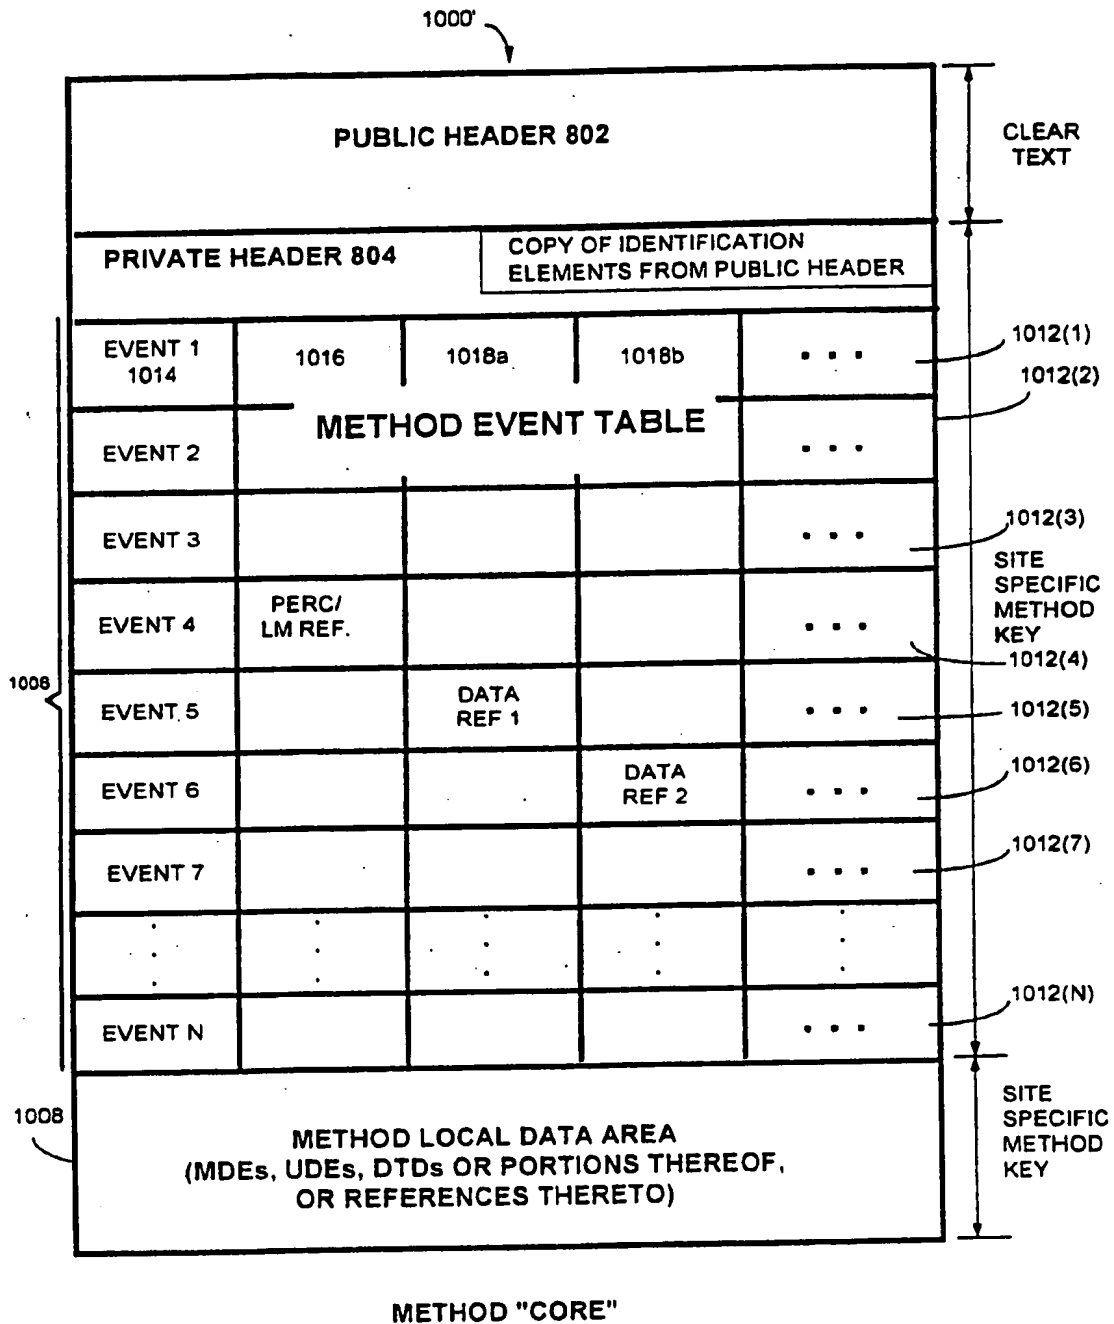 1000'
PUBLIC HEADER 802
CLEAR
TEXT
PRIVATE HEADER 804
COPY OF IDENTIFICATION
ELEMENTS FROM PUBLIC HEADER
EVENT 1
1014
1016
1018a
1018b
• • •
1012(1)
1012(2)
METHOD EVENT TABLE
EVENT 2
• • •
EVENT 3
• • •
1012(3)
SITE
SPECIFIC
METHOD
KEY
EVENT 4
PERC/
LM REF.
• • •
1012(4)
1006
EVENT 5
DATA
REF 1
• • •
1012(5)
EVENT 6
DATA
REF 2
• • •
1012(6)
EVENT 7
• • •
1012(7)
EVENT N
• • •
1012(N)
1008
METHOD LOCAL DATA AREA
(MDEs, UDEs, DTDs OR PORTIONS THEREOF,
OR REFERENCES THERETO)
SITE
SPECIFIC
METHOD
KEY
METHOD "CORE"